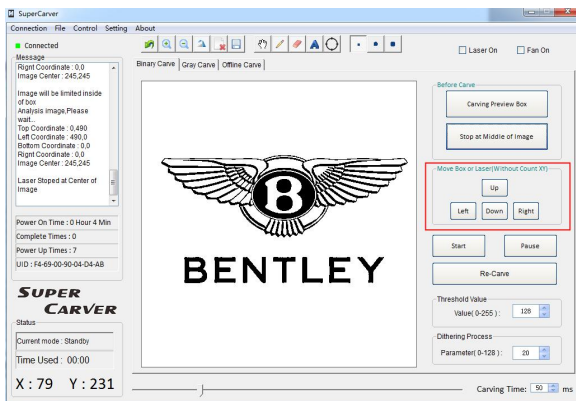 SuperCarver
Connection File Control Setting About
Connected
Laser On
Fan On
Message
Rignt Coordinate : 0,0
Image Center : 245,245
Image will be limited inside
of box
Analysis image,Please
wait..
Top Coordinate : 0,490
Left Coordinate : 490,0
Bottom Coordinate : 0,0
Rignt Coordinate : 0,0
Image Center : 245,245
Laser Stoped at Center of
Image
Power On Time : 0 Hour 4 Min
Complete Times : 0
Power Up Times : 7
UID : F4-69-00-90-04-D4-AB
SUPER
CARVER
Status
Current mode : Standby
Time Used : 00:00
X : 79 Y : 231
Binary Carve Gray Carve Offline Carve
B
BENTLEY
Before Carve
Carving Preview Box
Stop at Middle of Image
Move Box or Laser(Without Count XY)
Up
Left Down Right
Start Pause
Re-Carve
Threshold Value
Value( 0-255 ) : 128
Dithering Process
Parameter( 0-128 ) : 20
Carving Time: 50 ms